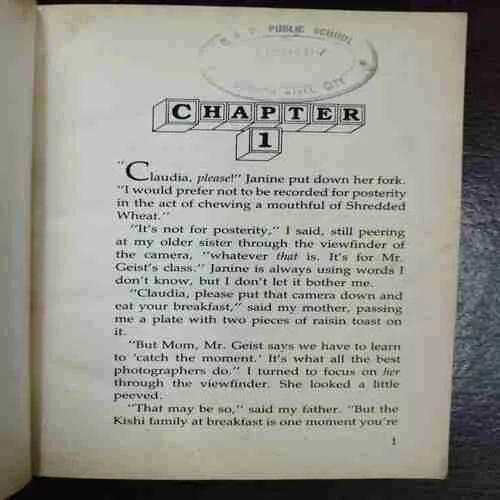 PUBLIC SCHOOL
CITY
CHAPTER
1
"Claudia, please!" Janine put down her fork.
"I would prefer not to be recorded for posterity
in the act of chewing a mouthful of Shredded
Wheat."
"It's not for posterity," I said, still peering
at my older sister through the viewfinder of
the camera, "whatever that is. It's for Mr.
Geist's class." Janine is always using words I
don't know, but I don't let it bother me.
"Claudia, please put that camera down and
eat your breakfast," said my mother, passing
me a plate with two pieces of raisin toast on
it.
"But Mom, Mr. Geist says we have to learn
to 'catch the moment.' It's what all the best
photographers do." I turned to focus on her
through the viewfinder. She looked a little
peeved.
"That may be so," said my father. "But the
Kishi family at breakfast is one moment you're
1